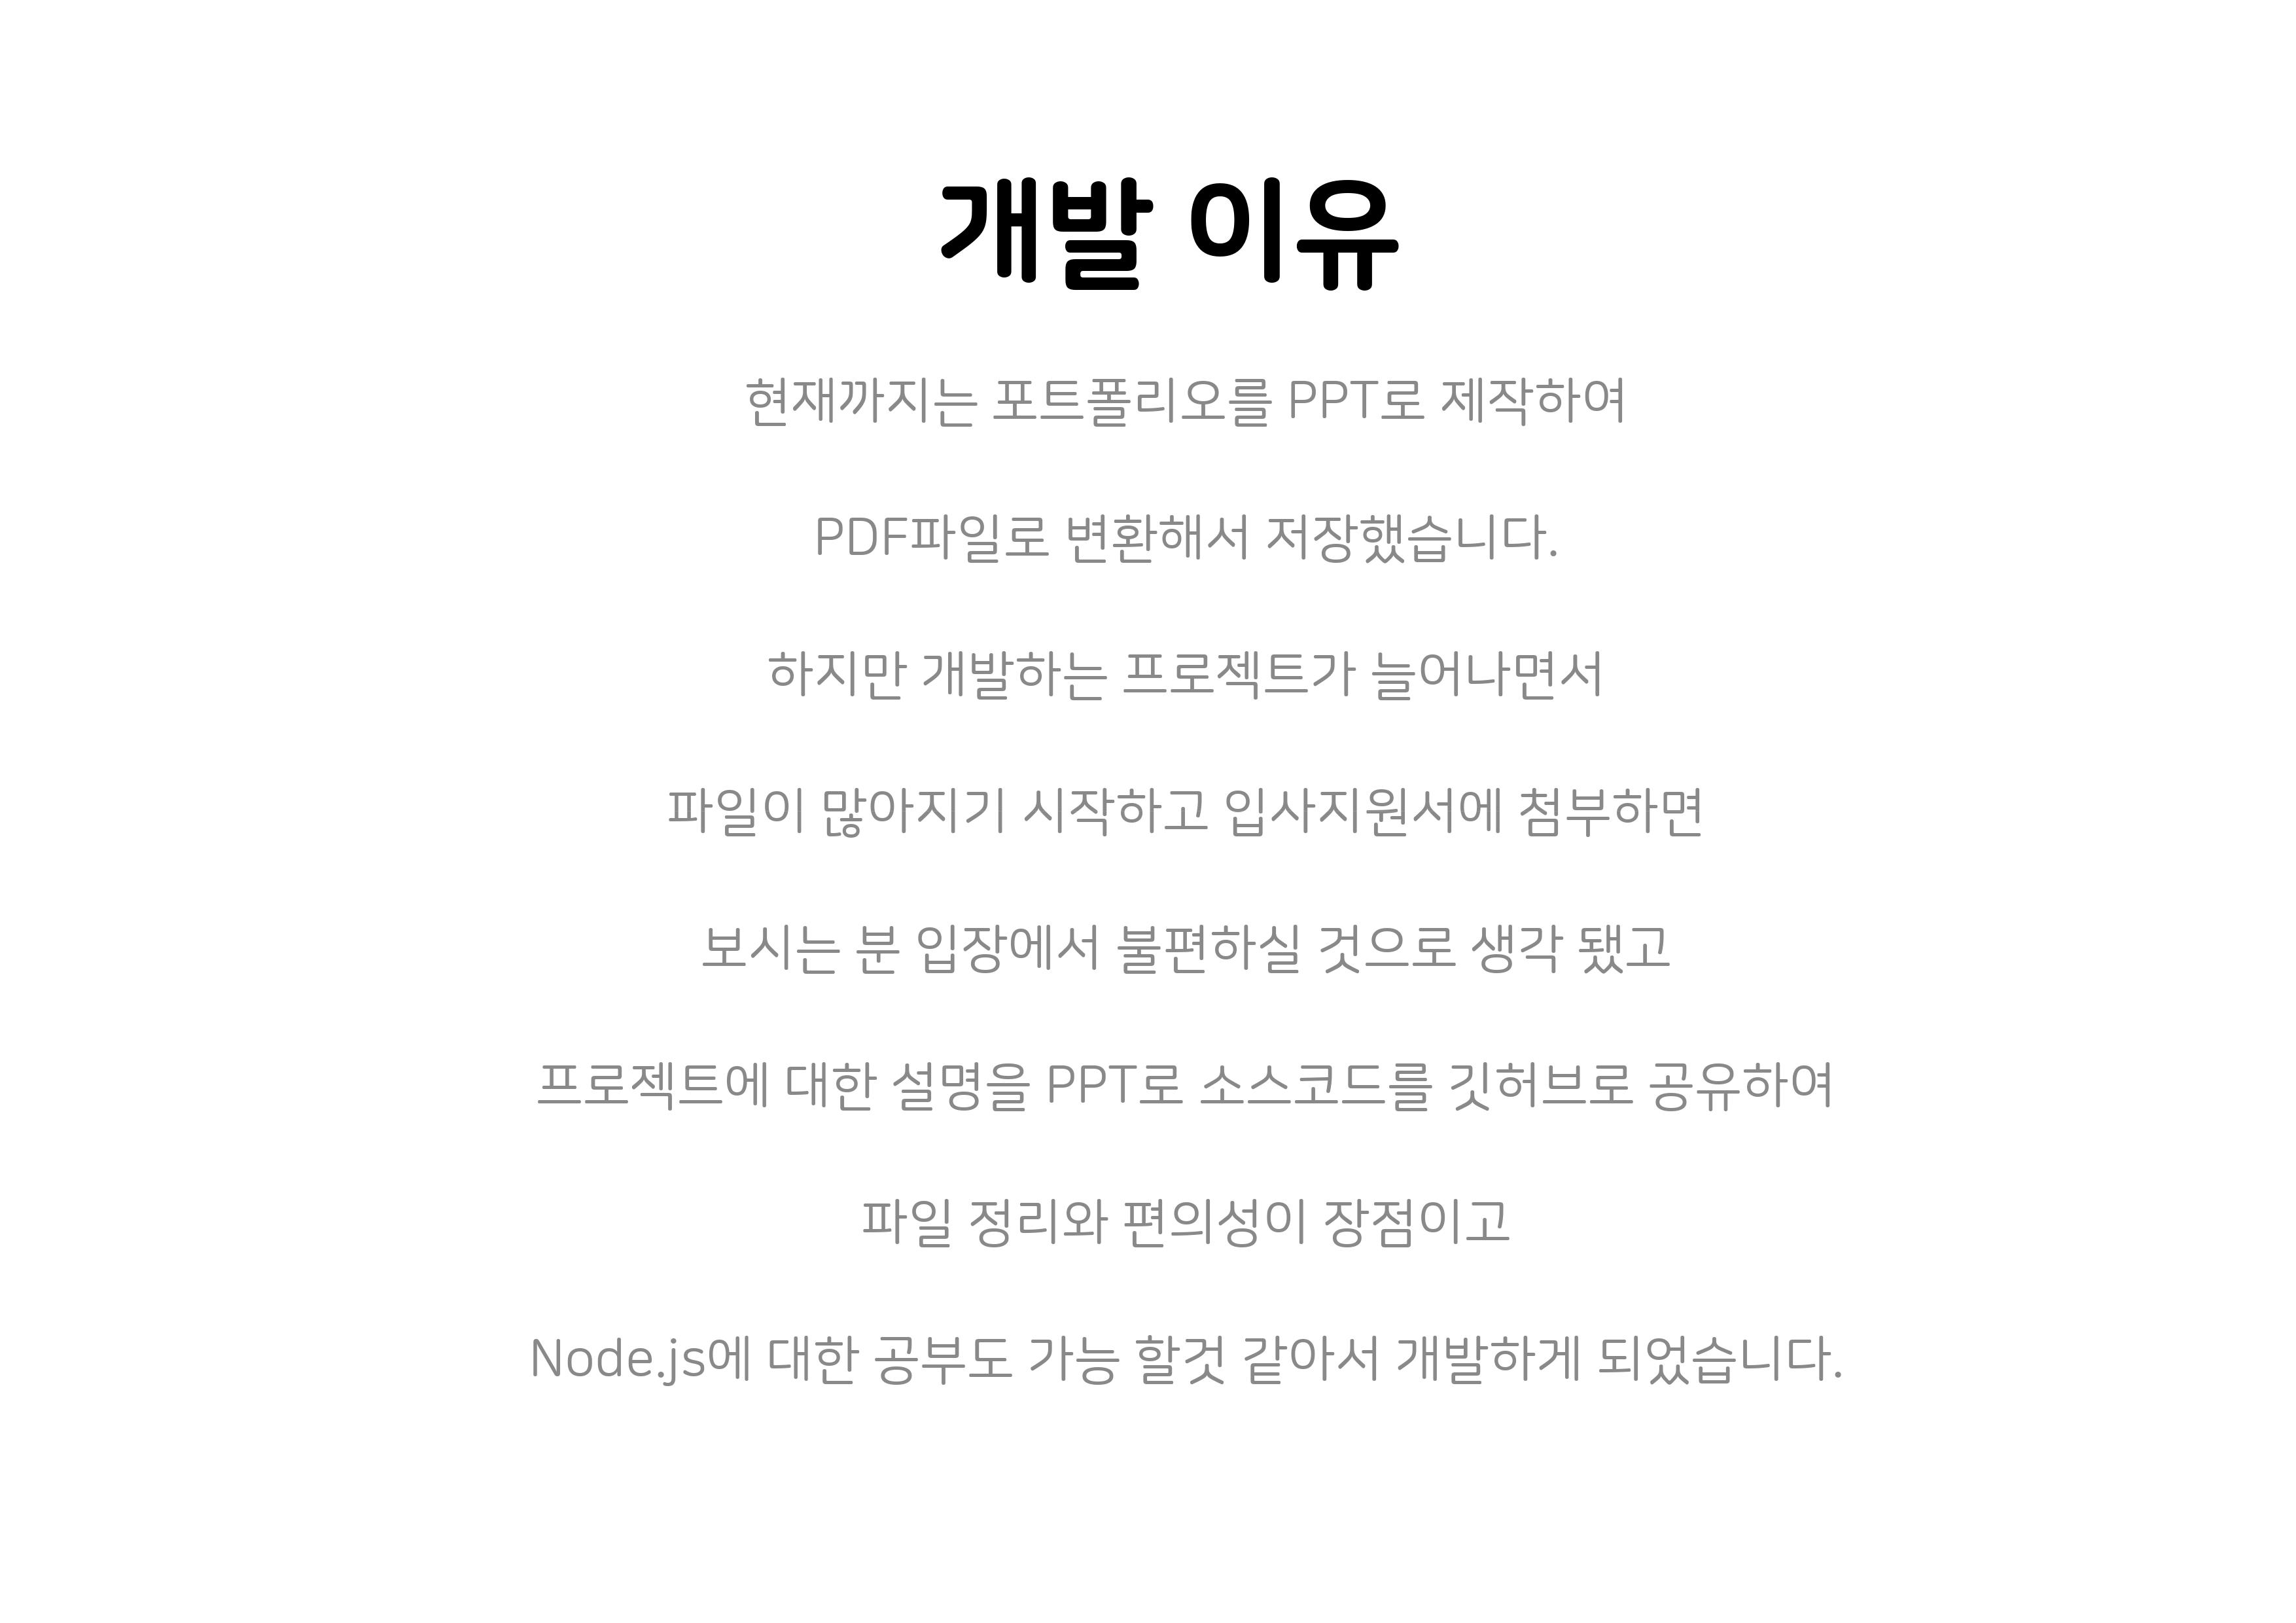 개발 이유
현재까지는 포트폴리오를 PPT로 제작하여
PDF파일로 변환해서 저장했습니다.
하지만 개발하는 프로젝트가 늘어나면서
파일이 많아지기 시작하고 입사지원서에 첨부하면
보시는 분 입장에서 불편하실 것으로 생각 됐고
프로젝트에 대한 설명을 PPT로 소스코드를 깃허브로 공유하여
파일 정리와 편의성이 장점이고
Node.js에 대한 공부도 가능 할것 같아서 개발하게 되었습니다.